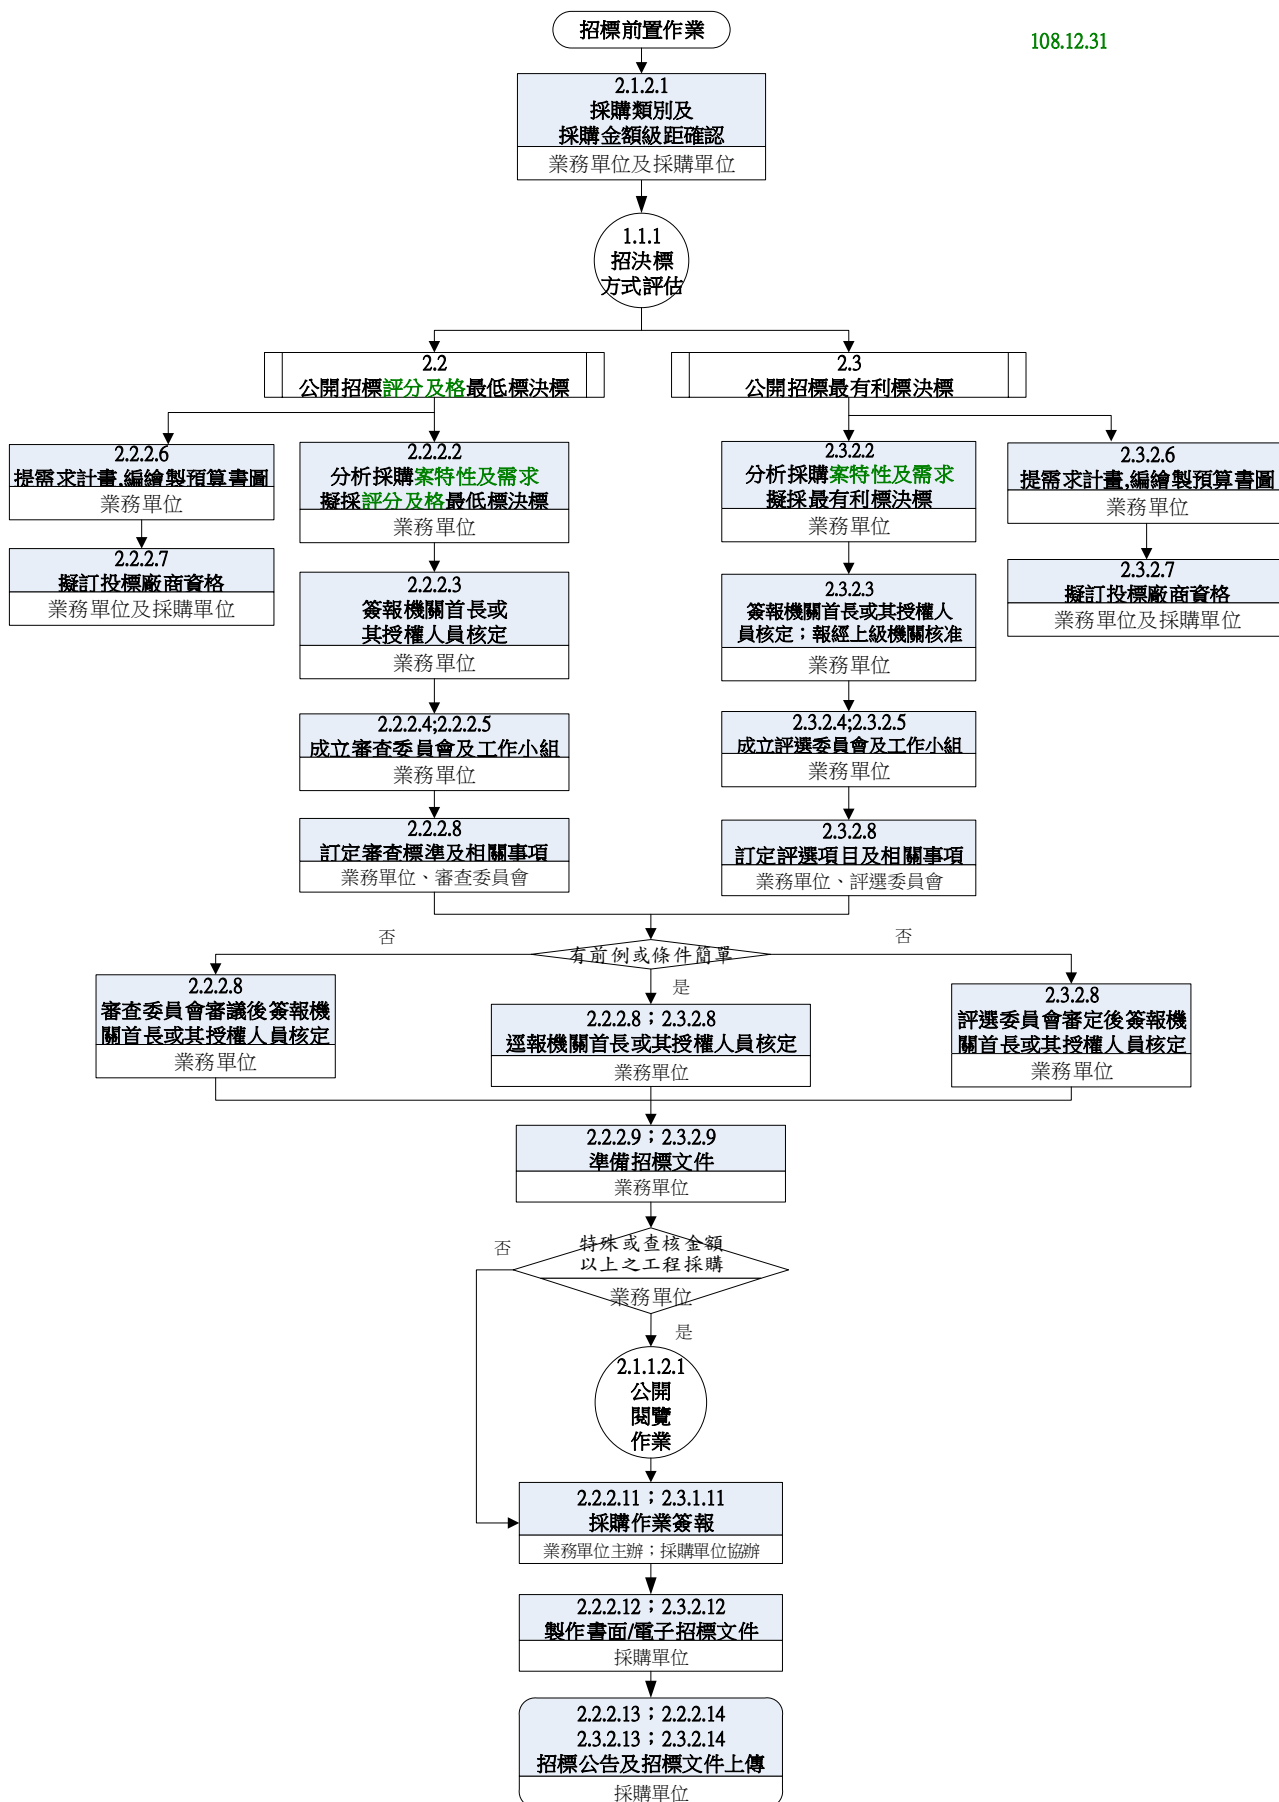 招標前置作業
108.12.31
2.1.2.1
採購類別及
採購金額級距確認
業務單位及採購單位
1.1.1
招決標
方式評估
2.2
公開招標評分及格最低標決標
2.3
公開招標最有利標決標
2.2.2.6
提需求計畫,編繪製預算書圖
業務單位
2.2.2.7
擬訂投標廠商資格
業務單位及採購單位
2.2.2.2
分析採購案特性及需求
擬採評分及格最低標決標
業務單位
2.2.2.3
簽報機關首長或
其授權人員核定
業務單位
2.2.2.4;2.2.2.5
成立審查委員會及工作小組
業務單位
2.2.2.8
訂定審查標準及相關事項
業務單位、審查委員會
2.3.2.2
分析採購案特性及需求
擬採最有利標決標
業務單位
2.3.2.3
簽報機關首長或其授權人
員核定；報經上級機關核准
業務單位
2.3.2.4;2.3.2.5
成立評選委員會及工作小組
業務單位
2.3.2.8
訂定評選項目及相關事項
業務單位、評選委員會
2.3.2.6
提需求計畫,編繪製預算書圖
業務單位
2.3.2.7
擬訂投標廠商資格
業務單位及採購單位
否
有前例或條件簡單
否
是
2.2.2.8
審查委員會審議後簽報機
關首長或其授權人員核定
業務單位
2.2.2.8；2.3.2.8
逕報機關首長或其授權人員核定
業務單位
2.3.2.8
評選委員會審定後簽報機
關首長或其授權人員核定
業務單位
2.2.2.9；2.3.2.9
準備招標文件
業務單位
否
特殊或查核金額
以上之工程採購
業務單位
是
2.1.1.2.1
公開
閱覽
作業
2.2.2.11；2.3.1.11
採購作業簽報
業務單位主辦；採購單位協辦
2.2.2.12；2.3.2.12
製作書面/電子招標文件
採購單位
2.2.2.13；2.2.2.14
2.3.2.13；2.3.2.14
招標公告及招標文件上傳
採購單位